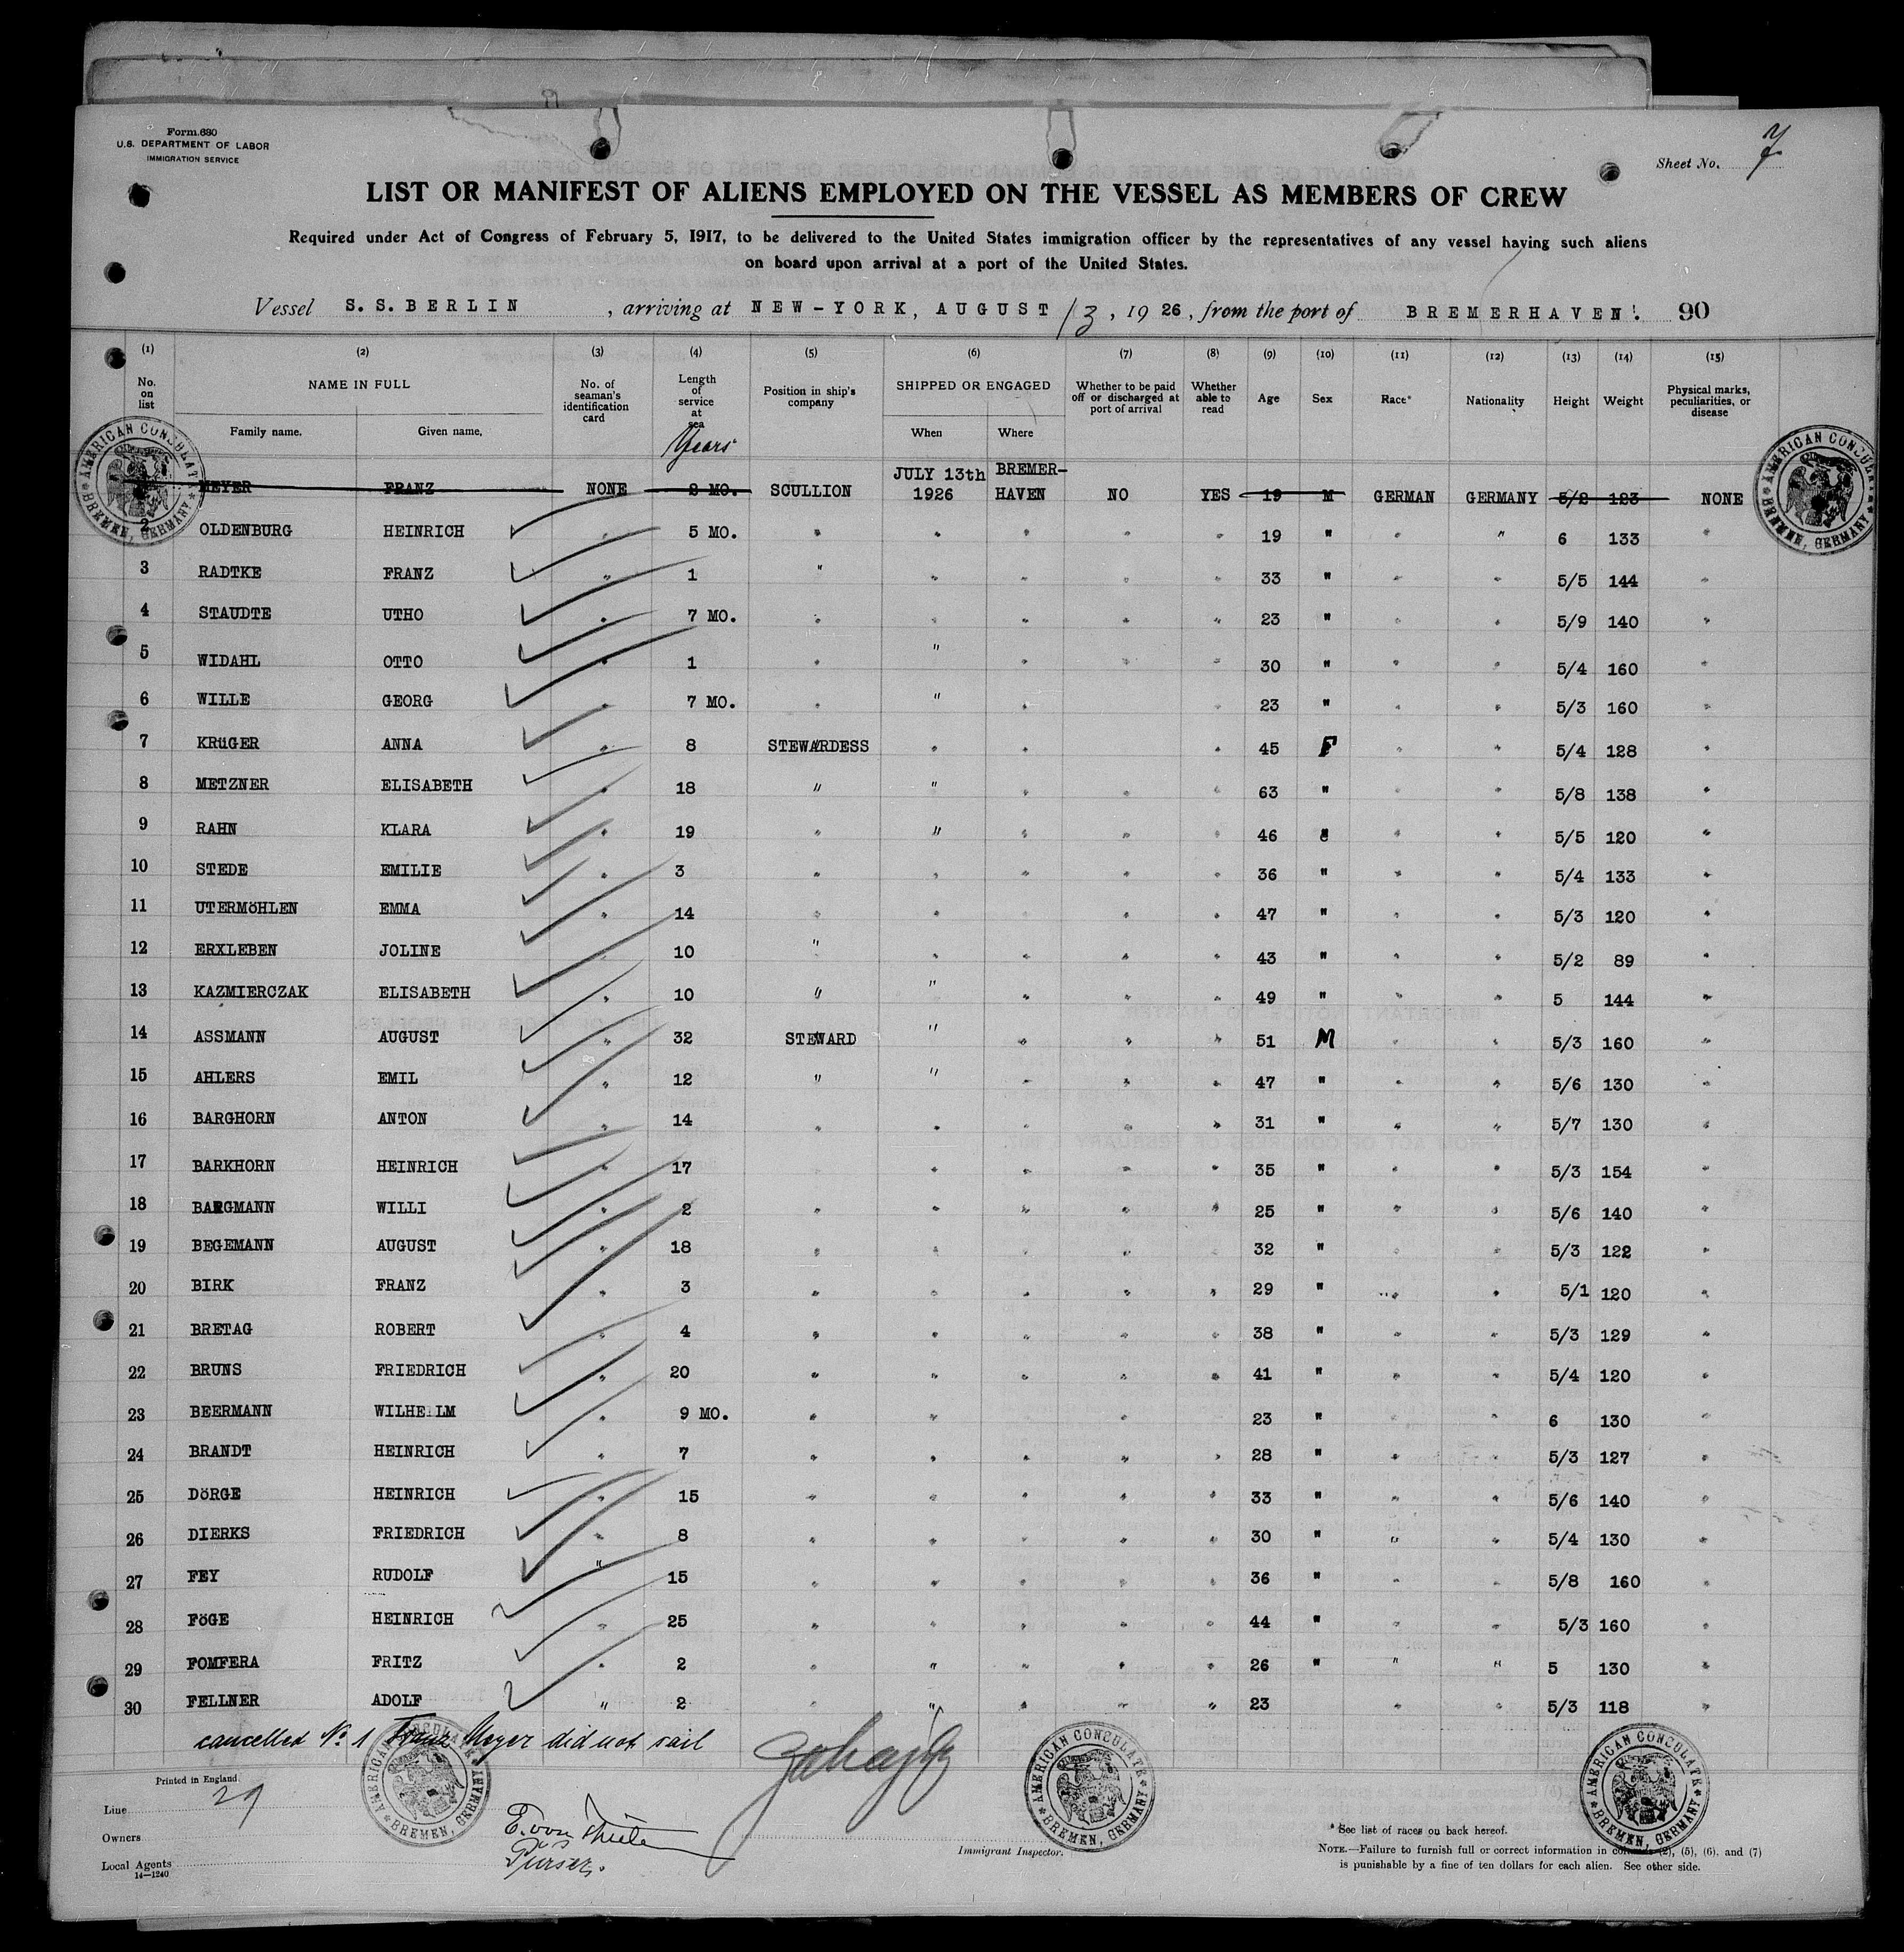 Form 680
U.S. DEPARTMENT OF LABOR
IMMIGRATION SERVICE
Sheet No. 7
LIST OR MANIFEST OF ALIENS EMPLOYED ON THE VESSEL AS MEMBERS OF CREW
Required under Act of Congress of February 5, 1917, to be delivered to the United States immigration officer by the representatives of any vessel having such aliens
on board upon arrival at a port of the United States.
Vessel S. S. BERLIN , arriving at NEW-YORK, AUGUST 13, 1926, from the port of BREMERHAVEN. 90
(1) (2) (3) (4) (5) (6) (7) (8) (9) (10) (11) (12) (13) (14) (15)
No. on list NAME IN FULL Family name. Given name. No. of seaman's identification card Length of service at sea Years Position in ship's company SHIPPED OR ENGAGED When Where Whether to be paid off or discharged at port of arrival Whether able to read Age Sex Race* Nationality Height Weight Physical marks, peculiarities, or disease
MEYER FRANZ NONE 2 MO. SCULLION JULY 13th 1926 BREMER-HAVEN NO YES 19 M GERMAN GERMANY 5/2 123 NONE
2 OLDENBURG HEINRICH " 5 MO. " " " " " 19 " " " 6 133 "
3 RADTKE FRANZ " 1 " " " " " 33 " " " 5/5 144 "
4 STAUDTE UTHO " 7 MO. " " " " " 23 " " " 5/9 140 "
5 WIDAHL OTTO " 1 " " " " " 30 " " " 5/4 160 "
6 WILLE GEORG " 7 MO. " " " " 23 " " " 5/3 160 "
7 KRüGER ANNA " 8 STEWARDESS " " " 45 F " " 5/4 128 "
8 METZNER ELISABETH " 18 " " " " " 63 " " " 5/8 138 "
9 RAHN KLARA " 19 " " " " " 46 " " " 5/5 120 "
10 STEDE EMILIE " 3 " " " " " 36 " " " 5/4 133 "
11 UTERMöHLEN EMMA " 14 " " " " " 47 " " " 5/3 120 "
12 ERXLEBEN JOLINE 10 " " " " " 43 " " " 5/2 89 "
13 KAZMIERCZAK ELISABETH " 10 " " " " " 49 " " " 5 144 "
14 ASSMANN AUGUST " 32 STEWARD " " " " 51 M " " 5/3 160 "
15 AHLERS EMIL " 12 " " " " " 47 " " " 5/6 130 "
16 BARGHORN ANTON " 14 " " " " " 31 " " " 5/7 130 "
17 BARKHORN HEINRICH " 17 " " " " 35 " " " 5/3 154 "
18 BARGMANN WILLI " 2 " " " " " 25 " " " 5/6 140 "
19 BEGEMANN AUGUST " 18 " " " " " 32 " " " 5/3 122 "
20 BIRK FRANZ " 3 " " " " " 29 " " " 5/1 120 "
21 BRETAG ROBERT " 4 " " " " " 38 " " " 5/3 129 "
22 BRUNS FRIEDRICH " 20 " " " " " 41 " " " 5/4 120 "
23 BEERMANN WILHELM " 9 MO. " " " " " 23 " " " 6 130 "
24 BRANDT HEINRICH " 7 " " " " " 28 " " " 5/3 127 "
25 DöRGE HEINRICH " 15 " " " " " 33 " " " 5/6 140 "
26 DIERKS FRIEDRICH " 8 " " " " " 30 " " " 5/4 130 "
27 FEY RUDOLF " 15 " " " " " 36 " " " 5/8 160 "
28 FöGE HEINRICH " 25 " " " " " 44 " " " 5/3 160 "
29 FOMFERA FRITZ " 2 " " " " " 26 " " " 5 130 "
30 FELLNER ADOLF " 2 " " " " " 23 " " 5/3 118 "
cancelled No 1 Franz Meyer did not sail
Printed in England.
Line 29
Owners
Local Agents
14—1240
Purser.
Immigrant Inspector.
* See list of races on back hereof.
NOTE.—Failure to furnish full or correct information in columns (2), (5), (6), and (7)
is punishable by a fine of ten dollars for each alien. See other side.
AMERICAN CONSULATE BREMEN, GERMANY
AMERICAN CONSULATE BREMEN, GERMANY
AMERICAN CONSULATE BREMEN, GERMANY
AMERICAN CONSULATE BREMEN, GERMANY
AMERICAN CONSULATE BREMEN, GERMANY